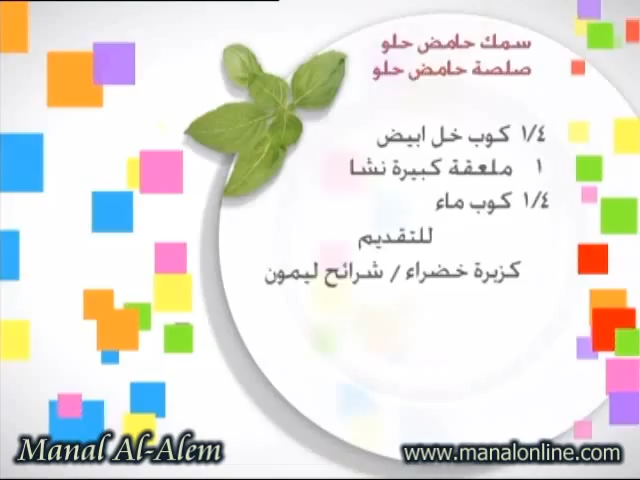 سمك حامض حلو
صلصة حامض حلو
١/٤ كوب خل ابيض
١ ملعقة كبيرة نشا
١/٤ كوب ماء
للتقديم
كزبرة خضراء / شرائح ليمون
Manal Al-Alem
www.manalonline.com